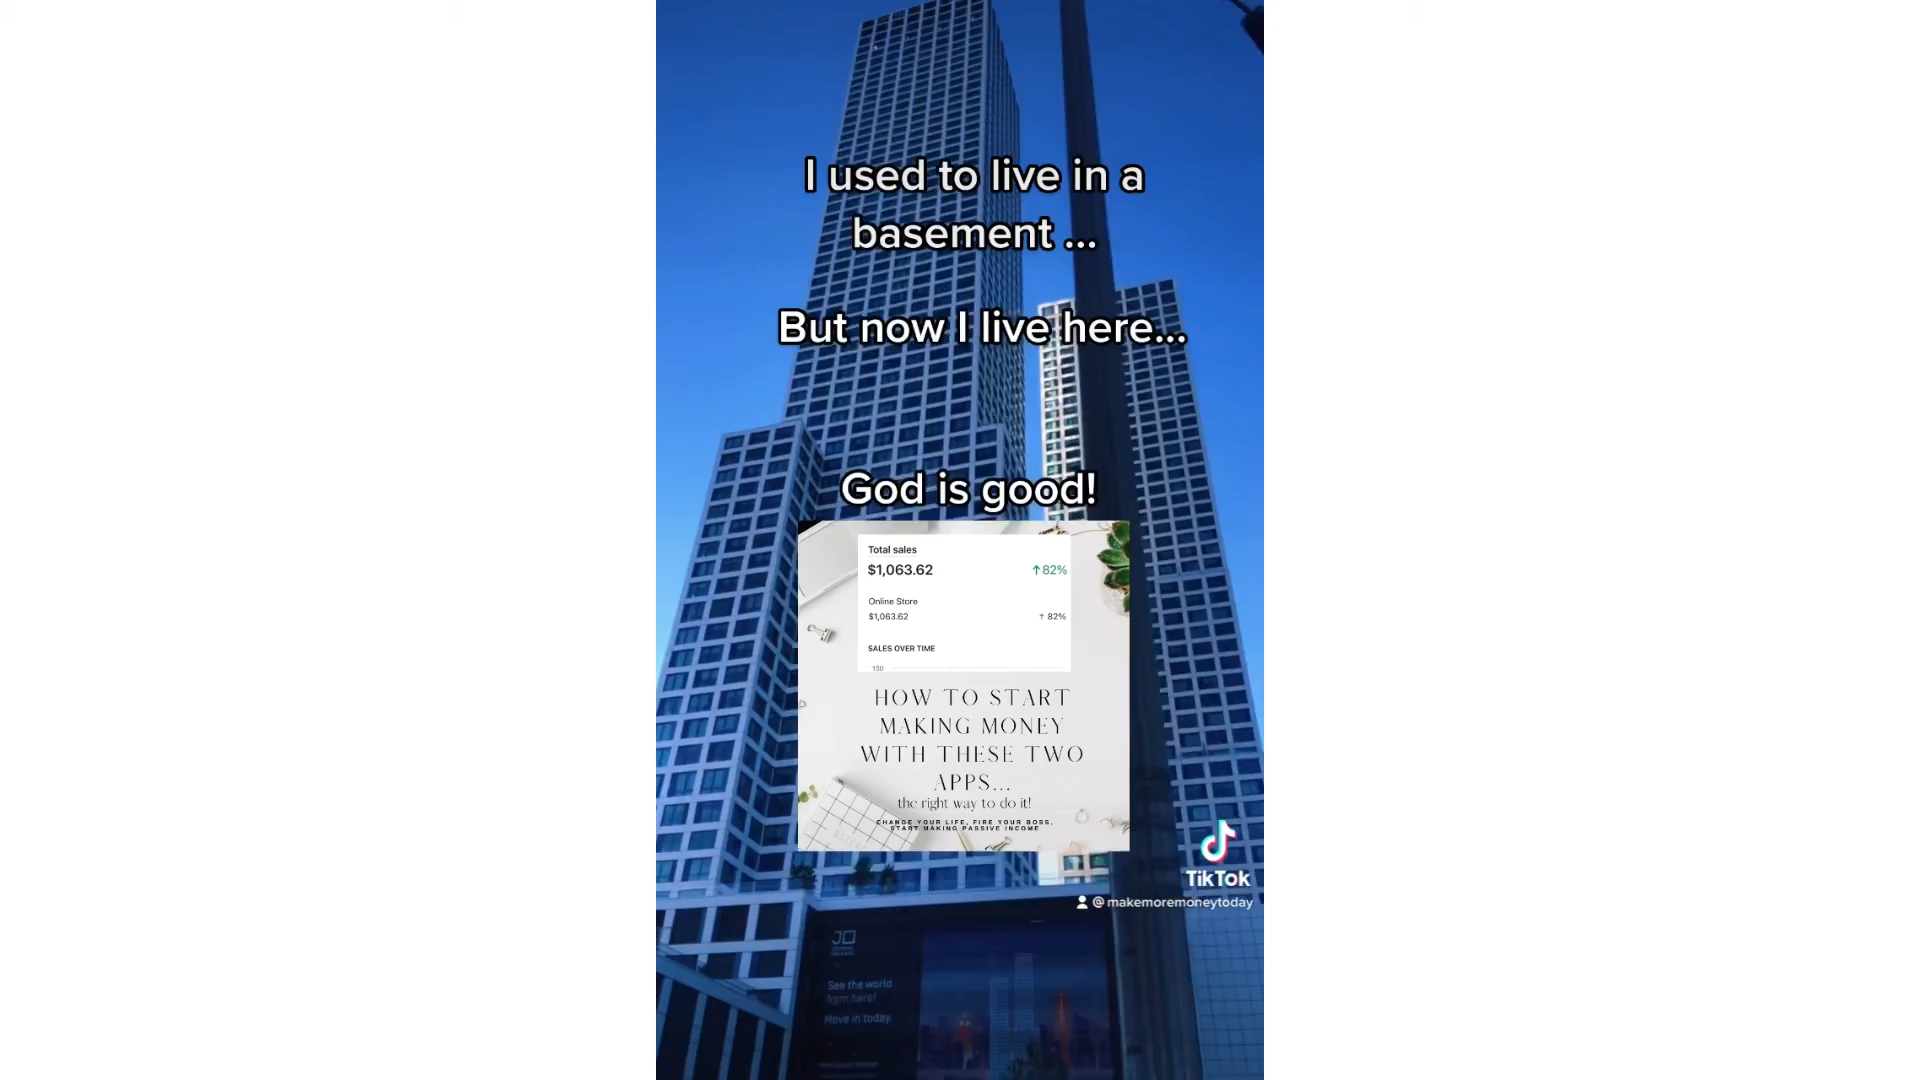 I used to live in a
basement ...
But now I live here...
God is good!
Total sales
$1,063.62
↑82%
Online Store
$1,063.62
↑ 82%
SALES OVER TIME
150
HOW TO START
MAKING MONEY
WITH THESE TWO
APPS...
the right way to do it!
CHANGE YOUR LIFE, FIRE YOUR BOSS,
START MAKING PASSIVE INCOME
TikTok
@makemoremoneytoday
See the world
from here!
Move in today.